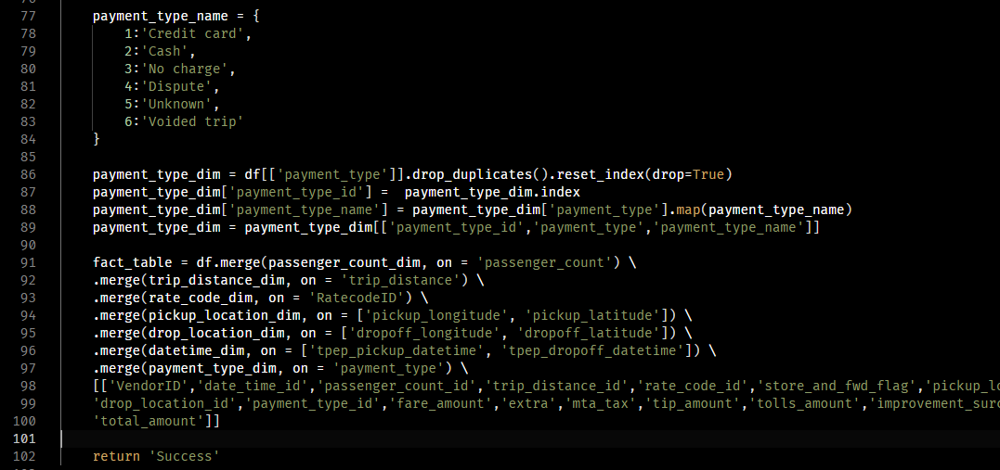 77 payment_type_name = {
78 1:'Credit card',
79 2:'Cash',
80 3:'No charge',
81 4:'Dispute',
82 5:'Unknown',
83 6:'Voided trip'
84 }
85
86 payment_type_dim = df[['payment_type']].drop_duplicates().reset_index(drop=True)
87 payment_type_dim['payment_type_id'] =  payment_type_dim.index
88 payment_type_dim['payment_type_name'] = payment_type_dim['payment_type'].map(payment_type_name)
89 payment_type_dim = payment_type_dim[['payment_type_id','payment_type','payment_type_name']]
90
91 fact_table = df.merge(passenger_count_dim, on = 'passenger_count') \
92 .merge(trip_distance_dim, on = 'trip_distance') \
93 .merge(rate_code_dim, on = 'RatecodeID') \
94 .merge(pickup_location_dim, on = ['pickup_longitude', 'pickup_latitude']) \
95 .merge(drop_location_dim, on = ['dropoff_longitude', 'dropoff_latitude']) \
96 .merge(datetime_dim, on = ['tpep_pickup_datetime', 'tpep_dropoff_datetime']) \
97 .merge(payment_type_dim, on = 'payment_type') \
98 [['VendorID','date_time_id','passenger_count_id','trip_distance_id','rate_code_id','store_and_fwd_flag','pickup_lo
99 'drop_location_id','payment_type_id','fare_amount','extra','mta_tax','tip_amount','tolls_amount','improvement_surc
100 'total_amount']]
101
102 return 'Success'